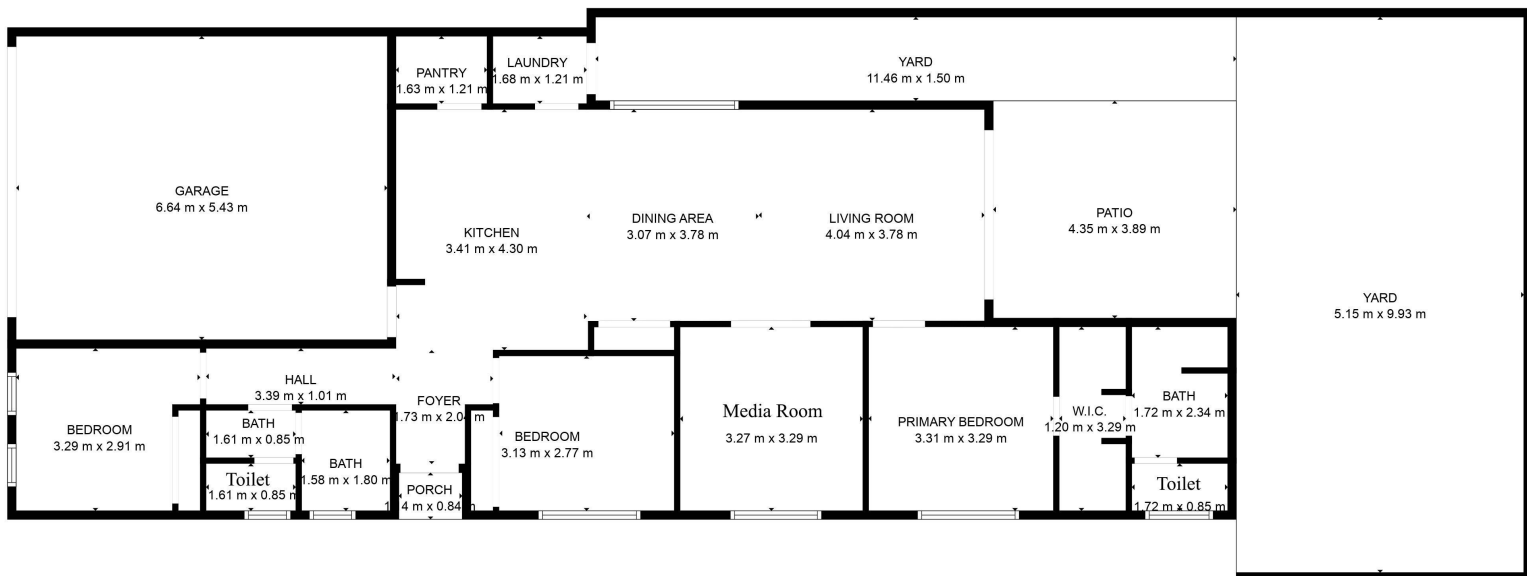 PANTRY
1.63 m x 1.21 m
LAUNDRY
1.68 m x 1.21 m
YARD
11.46 m x 1.50 m
GARAGE
6.64 m x 5.43 m
KITCHEN
3.41 m x 4.30 m
DINING AREA
3.07 m x 3.78 m
LIVING ROOM
4.04 m x 3.78 m
PATIO
4.35 m x 3.89 m
YARD
5.15 m x 9.93 m
HALL
3.39 m x 1.01 m
FOYER
1.73 m x 2.04 m
BEDROOM
3.29 m x 2.91 m
BATH
1.61 m x 0.85 m
Toilet
1.61 m x 0.85 m
BATH
1.58 m x 1.80 m
PORCH
4 m x 0.84
BEDROOM
3.13 m x 2.77 m
Media Room
3.27 m x 3.29 m
PRIMARY BEDROOM
3.31 m x 3.29 m
W.I.C.
1.20 m x 3.29 m
BATH
1.72 m x 2.34 m
Toilet
1.72 m x 0.85 m